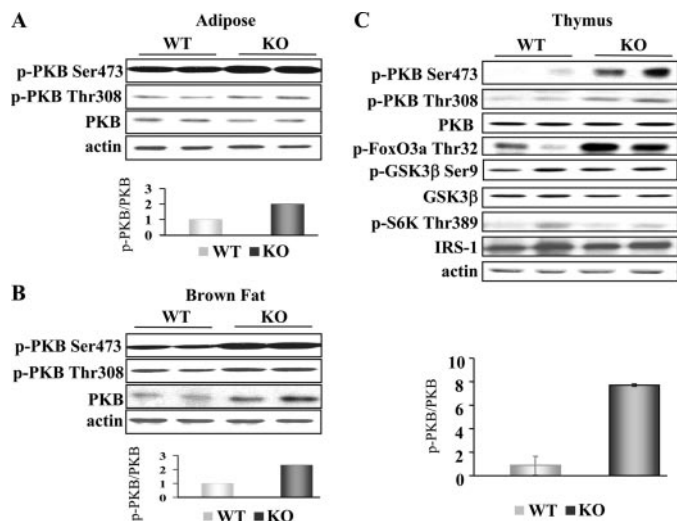 A
Adipose
WT KO
p-PKB Ser473
p-PKB Thr308
PKB
actin
p-PKB/PKB
3
2
1
0
WT KO
B
Brown Fat
WT KO
p-PKB Ser473
p-PKB Thr308
PKB
actin
p-PKB/PKB
3
2
1
0
WT KO
C
Thymus
WT KO
p-PKB Ser473
p-PKB Thr308
PKB
p-FoxO3a Thr32
p-GSK3β Ser9
GSK3β
p-S6K Thr389
IRS-1
actin
p-PKB/PKB
10
8
6
4
2
0
WT KO